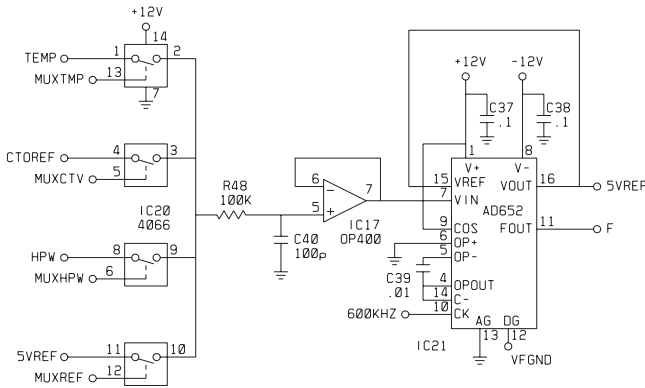 +12V
14
TEMP 1 2
MUXTMP 13
7
CTOREF 4 3
MUXCTV 5
IC20
4066
HPW 8 9
MUXHPW 6
5VREF 11 10
MUXREF 12
R48
100K
C40
100p
6
-
5
+
7
IC17
OP400
+12V
-12V
C37
.1
C38
.1
1
8
V+
V-
15 VREF
VOUT 16
5VREF
7 VIN
AD652
9 COS
FOUT 11
F
6 OP+
5 OP-
C39
.01
4 OPOUT
14 C-
600KHZ
10 CK
AG
DG
IC21
13
12
VFGND